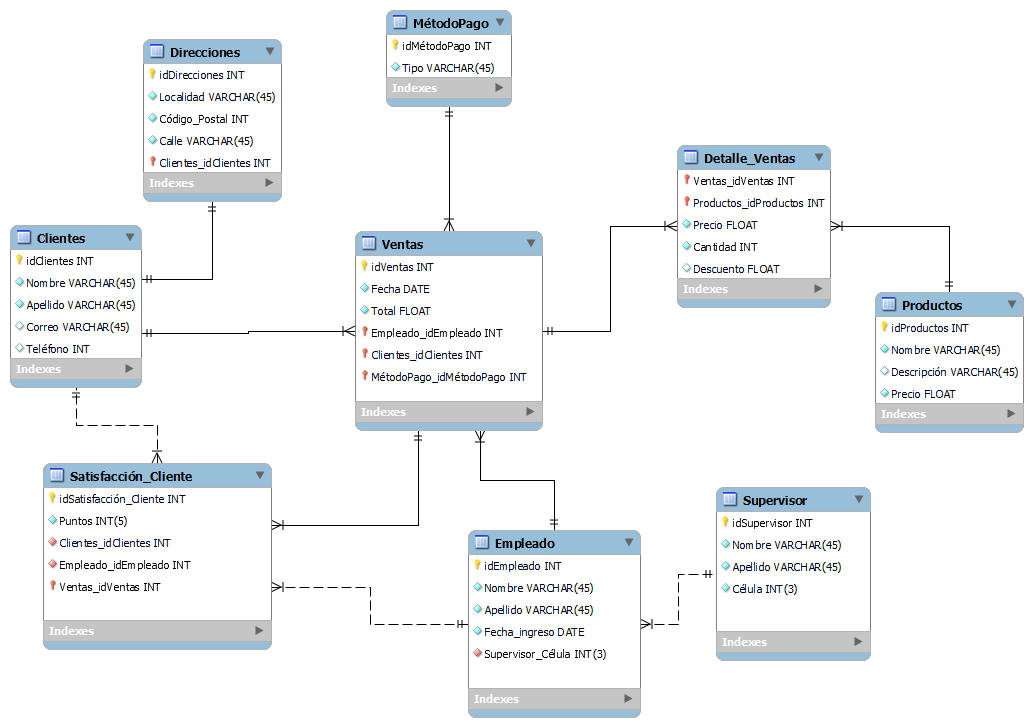 MétodoPago
idMétodoPago INT
Tipo VARCHAR(45)
Indexes
Direcciones
idDirecciones INT
Localidad VARCHAR(45)
Código_Postal INT
Calle VARCHAR(45)
Clientes_idClientes INT
Indexes
Detalle_Ventas
Ventas_idVentas INT
Productos_idProductos INT
Precio FLOAT
Cantidad INT
Descuento FLOAT
Indexes
Clientes
idClientes INT
Nombre VARCHAR(45)
Apellido VARCHAR(45)
Correo VARCHAR(45)
Teléfono INT
Indexes
Ventas
idVentas INT
Fecha DATE
Total FLOAT
Empleado_idEmpleado INT
Clientes_idClientes INT
MétodoPago_idMétodoPago INT
Indexes
Productos
idProductos INT
Nombre VARCHAR(45)
Descripción VARCHAR(45)
Precio FLOAT
Indexes
Satisfacción_Cliente
idSatisfacción_Cliente INT
Puntos INT(5)
Clientes_idClientes INT
Empleado_idEmpleado INT
Ventas_idVentas INT
Indexes
Empleado
idEmpleado INT
Nombre VARCHAR(45)
Apellido VARCHAR(45)
Fecha_ingreso DATE
Supervisor_Célula INT(3)
Indexes
Supervisor
idSupervisor INT
Nombre VARCHAR(45)
Apellido VARCHAR(45)
Célula INT(3)
Indexes